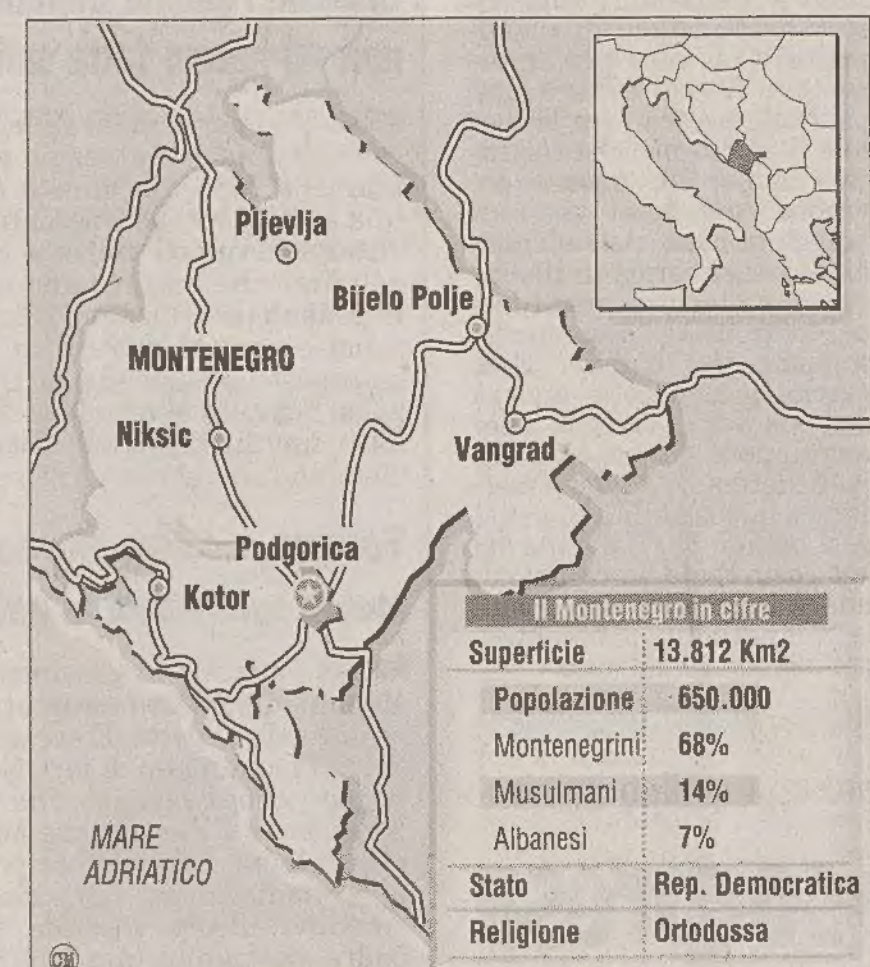 Pljevlja
Bijelo Polje
MONTENEGRO
Niksic
Vangrad
Podgorica
Kotor
MARE
ADRIATICO
Il Montenegro in cifre
Superficie 13.812 Km2
Popolazione 650.000
Montenegrini 68%
Musulmani 14%
Albanesi 7%
Stato Rep. Democratica
Religione Ortodossa